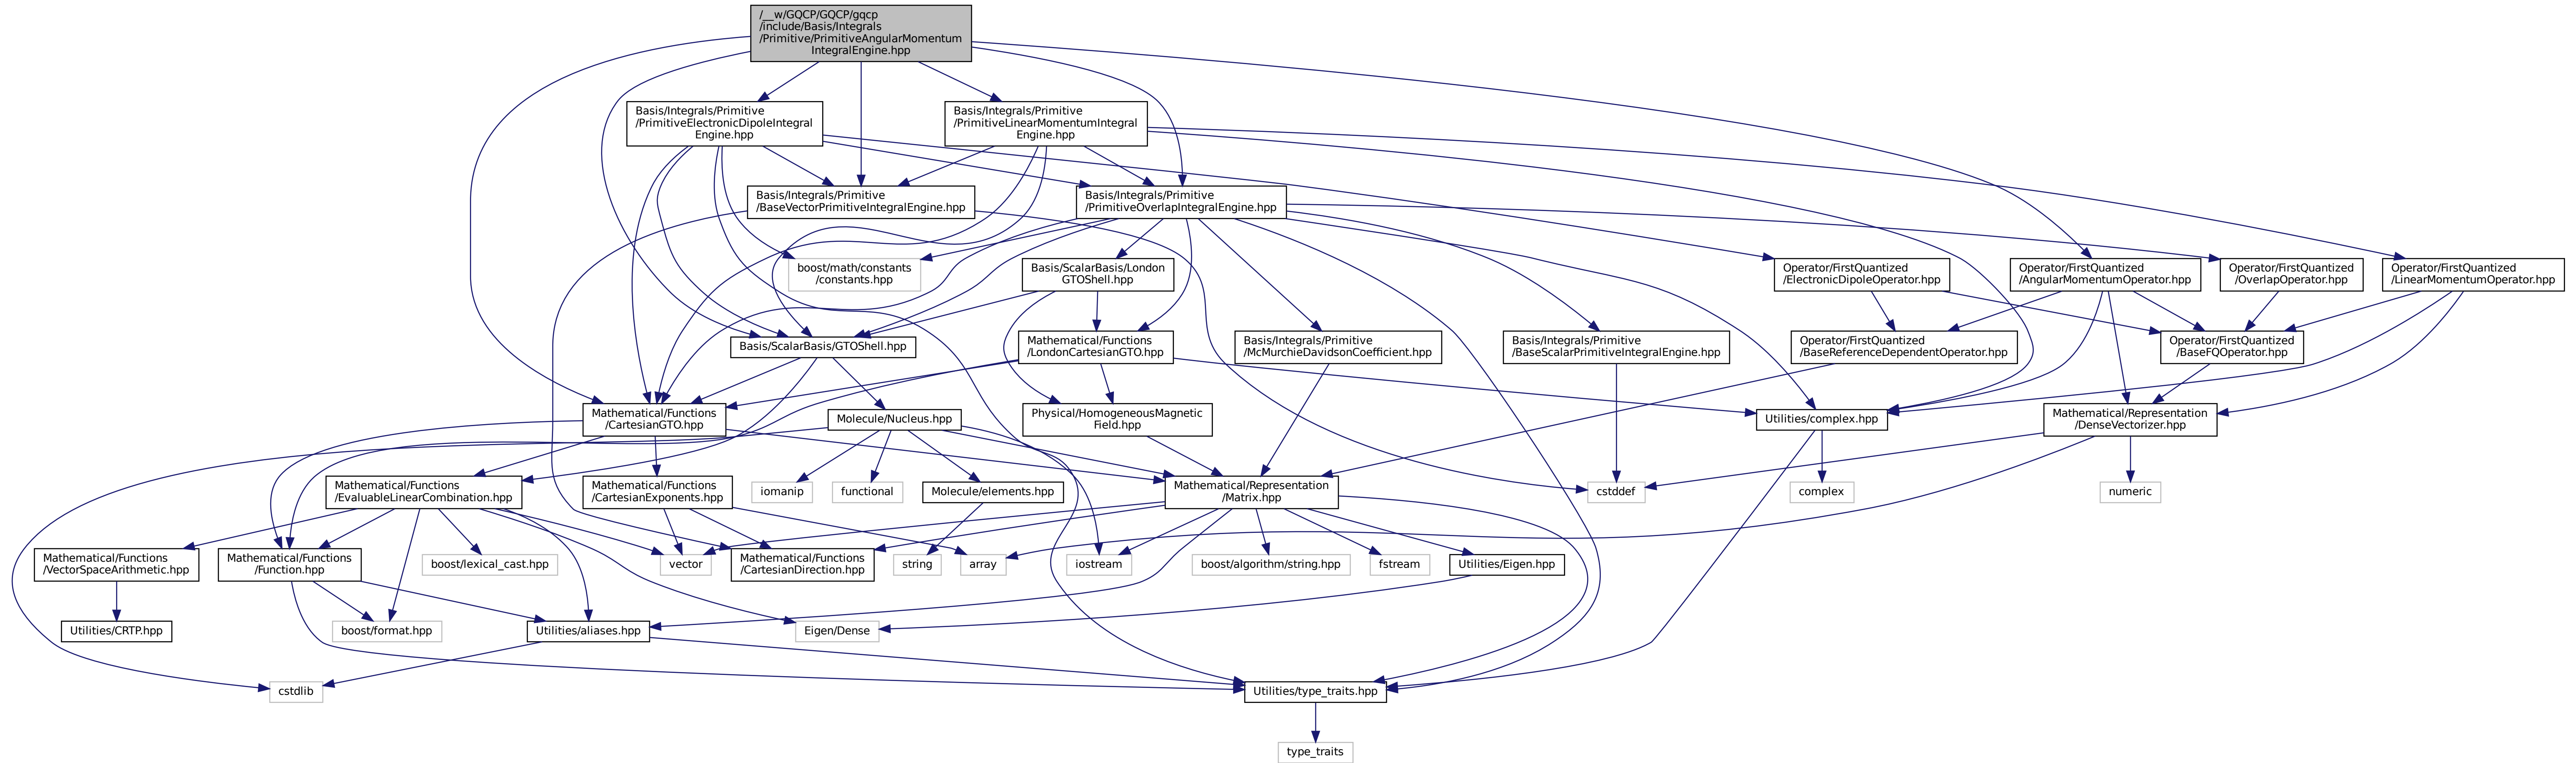 /__w/GQCP/GQCP/gqcp
/include/Basis/Integrals
/Primitive/PrimitiveAngularMomentum
IntegralEngine.hpp
Basis/Integrals/Primitive
/PrimitiveElectronicDipoleIntegral
Engine.hpp
Basis/Integrals/Primitive
/PrimitiveLinearMomentumIntegral
Engine.hpp
Basis/Integrals/Primitive
/BaseVectorPrimitiveIntegralEngine.hpp
Basis/Integrals/Primitive
/PrimitiveOverlapIntegralEngine.hpp
boost/math/constants
/constants.hpp
Basis/ScalarBasis/London
GTOShell.hpp
Operator/FirstQuantized
/ElectronicDipoleOperator.hpp
Operator/FirstQuantized
/AngularMomentumOperator.hpp
Operator/FirstQuantized
/OverlapOperator.hpp
Operator/FirstQuantized
/LinearMomentumOperator.hpp
Basis/ScalarBasis/GTOShell.hpp
Mathematical/Functions
/LondonCartesianGTO.hpp
Basis/Integrals/Primitive
/McMurchieDavidsonCoefficient.hpp
Basis/Integrals/Primitive
/BaseScalarPrimitiveIntegralEngine.hpp
Operator/FirstQuantized
/BaseReferenceDependentOperator.hpp
Operator/FirstQuantized
/BaseFQOperator.hpp
Mathematical/Functions
/CartesianGTO.hpp
Molecule/Nucleus.hpp
Physical/HomogeneousMagnetic
Field.hpp
Utilities/complex.hpp
Mathematical/Representation
/DenseVectorizer.hpp
Mathematical/Functions
/EvaluableLinearCombination.hpp
Mathematical/Functions
/CartesianExponents.hpp
iomanip
functional
Molecule/elements.hpp
Mathematical/Representation
/Matrix.hpp
cstddef
complex
numeric
Mathematical/Functions
/VectorSpaceArithmetic.hpp
Mathematical/Functions
/Function.hpp
boost/lexical_cast.hpp
vector
Mathematical/Functions
/CartesianDirection.hpp
string
array
iostream
boost/algorithm/string.hpp
fstream
Utilities/Eigen.hpp
Utilities/CRTP.hpp
boost/format.hpp
Utilities/aliases.hpp
Eigen/Dense
cstdlib
Utilities/type_traits.hpp
type_traits